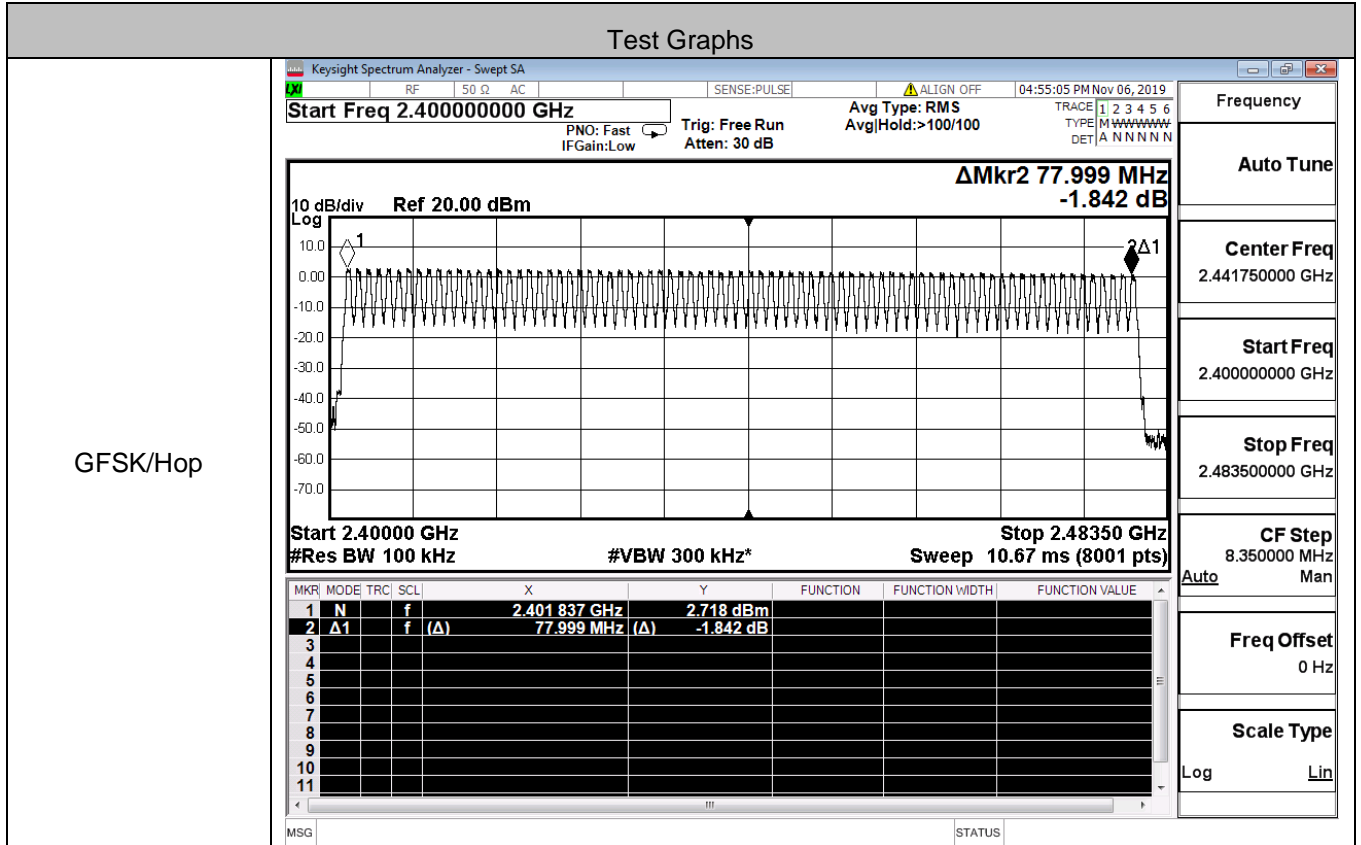 Test Graphs
GFSK/Hop
Keysight Spectrum Analyzer - Swept SA
LXI RF 50 Ω AC SENSE:PULSE ALIGN OFF 04:55:05 PM Nov 06, 2019
Start Freq 2.400000000 GHz
PNO: Fast
IFGain:Low
Trig: Free Run
Atten: 30 dB
Avg Type: RMS
Avg|Hold:>100/100
TRACE 1 2 3 4 5 6
TYPE M WWWWW
DET A N N N N N
ΔMkr2 77.999 MHz
-1.842 dB
10 dB/div Ref 20.00 dBm
Log
1
2Δ1
10.0
0.00
-10.0
-20.0
-30.0
-40.0
-50.0
-60.0
-70.0
Start 2.40000 GHz Stop 2.48350 GHz
#Res BW 100 kHz #VBW 300 kHz* Sweep 10.67 ms (8001 pts)
MKR MODE TRC SCL X Y FUNCTION FUNCTION WIDTH FUNCTION VALUE
1 N f 2.401 837 GHz 2.718 dBm
2 Δ1 f (Δ) 77.999 MHz (Δ) -1.842 dB
3
4
5
6
7
8
9
10
11
MSG STATUS
Frequency
Auto Tune
Center Freq
2.441750000 GHz
Start Freq
2.400000000 GHz
Stop Freq
2.483500000 GHz
CF Step
8.350000 MHz
Auto Man
Freq Offset
0 Hz
Scale Type
Log Lin